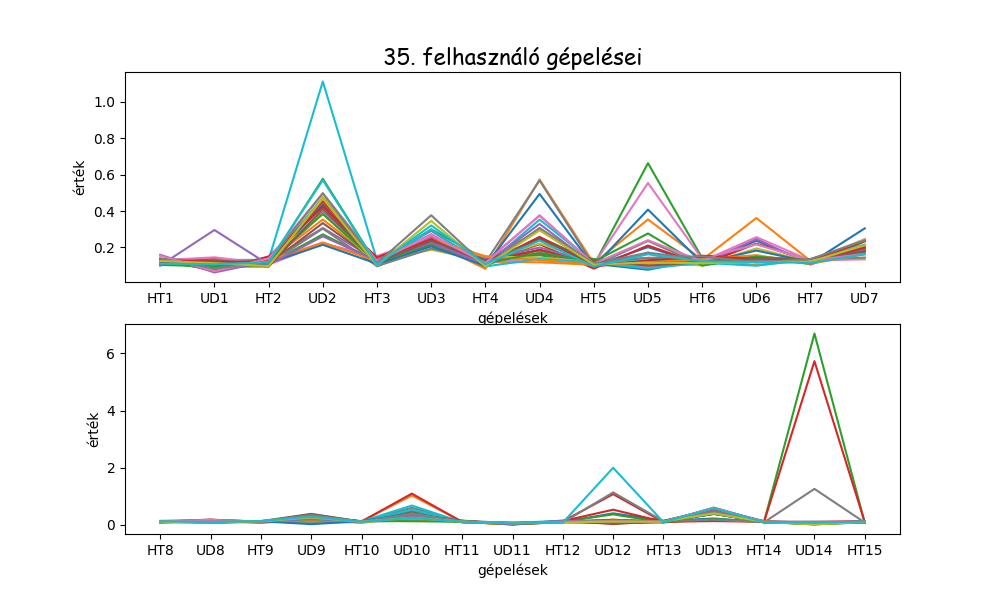 35. felhasználó gépelései
érték
1.0
0.8
0.6
0.4
0.2
HT1 UD1 HT2 UD2 HT3 UD3 HT4 UD4 HT5 UD5 HT6 UD6 HT7 UD7
gépelések
érték
6
4
2
0
HT8 UD8 HT9 UD9 HT10 UD10 HT11 UD11 HT12 UD12 HT13 UD13 HT14 UD14 HT15
gépelések